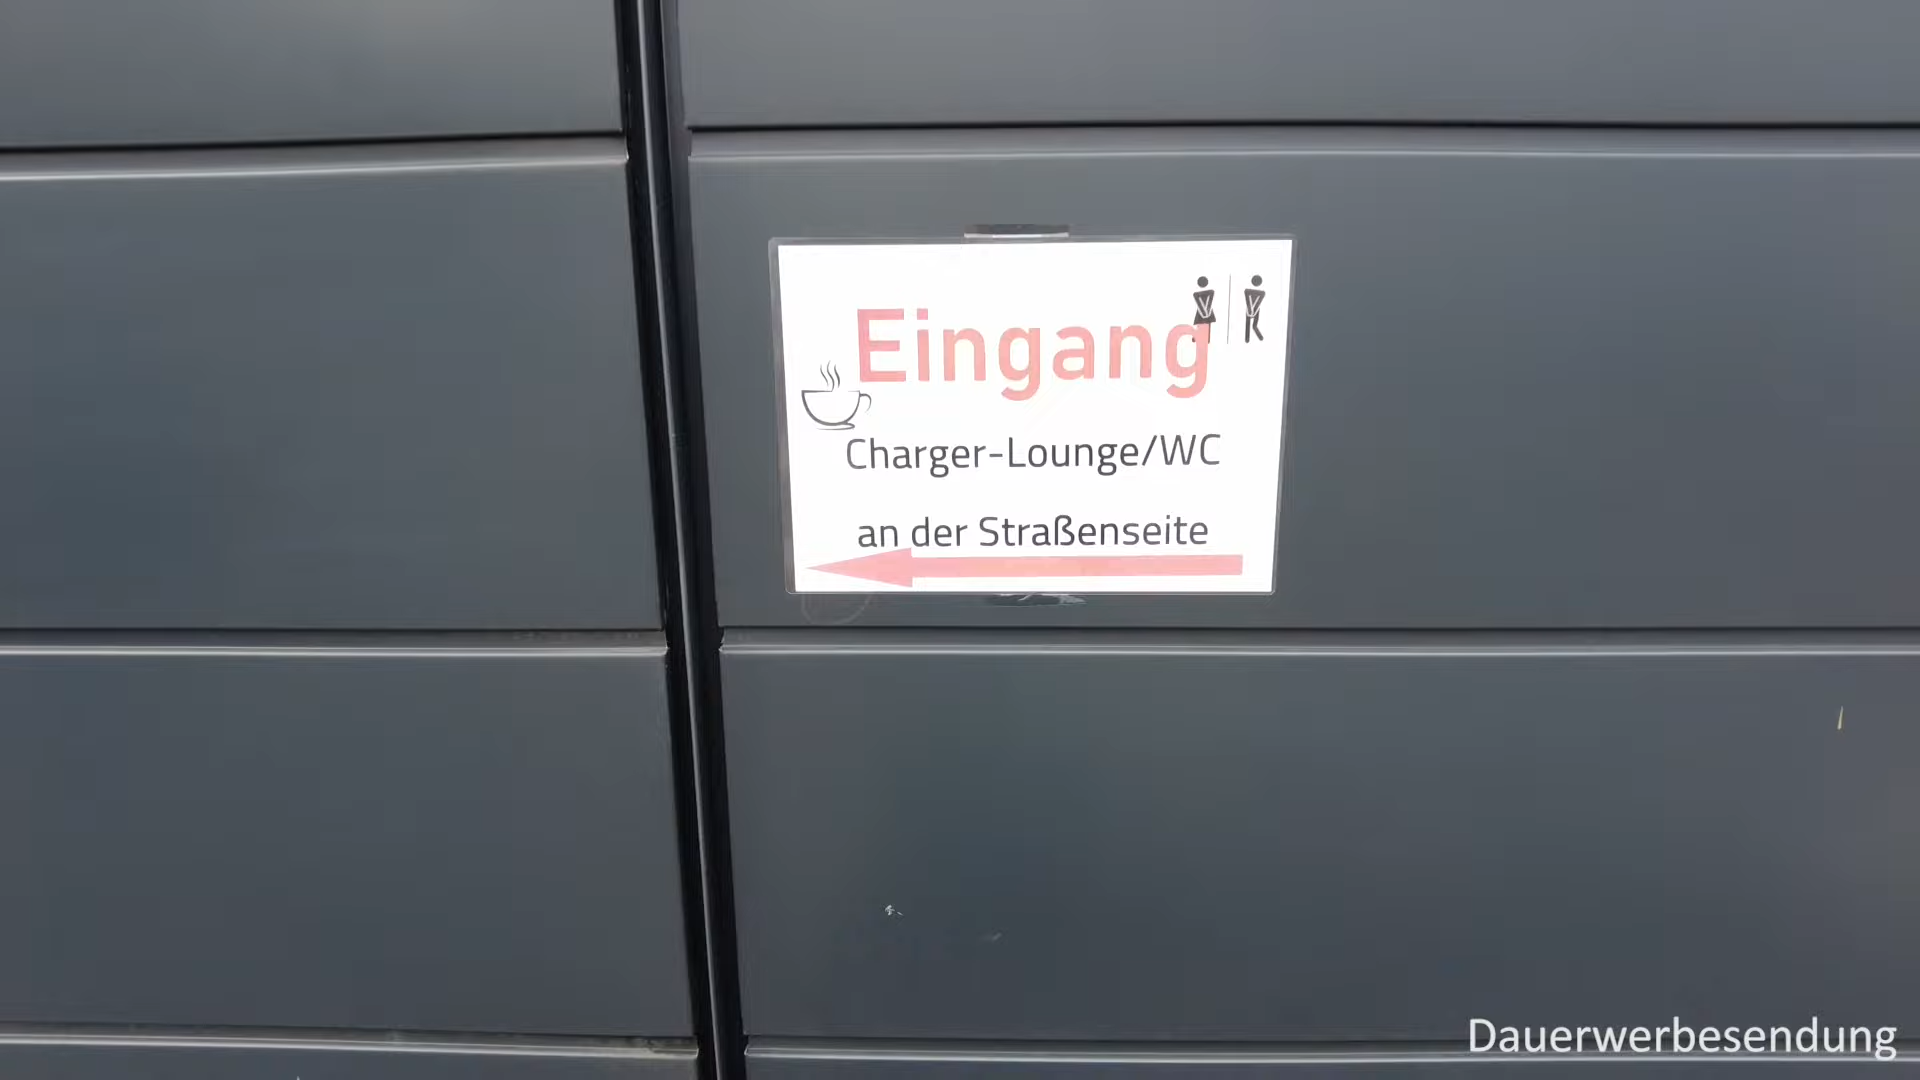 Eingang
Charger-Lounge/WC
an der Straßenseite
Dauerwerbesendung